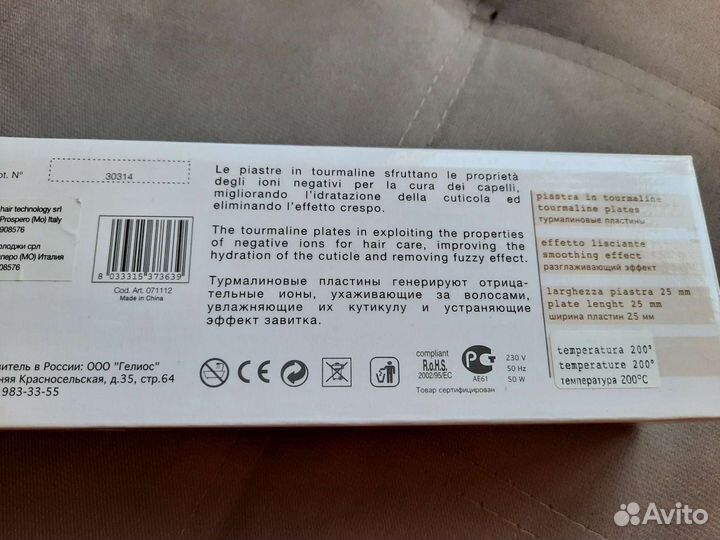 ot. N°
30314
hair technology srl
Prospero (Mo) Italy
908576
лоджи срл
перо (МО) Италия
08576
8 033315 373639
Cod. Art. 071112
Made in China
Le piastre in tourmaline sfruttano le proprietà
degli ioni negativi per la cura dei capelli,
migliorando l'idratazione della cuticola ed
eliminando l'effetto crespo.
The tourmaline plates in exploiting the properties
of negative ions for hair care, improving the
hydration of the cuticle and removing fuzzy effect.
Турмалиновые пластины генерируют отрица-
тельные ионы, ухаживающие за волосами,
увлажняющие их кутикулу и устраняющие
эффект завитка.
piastra in tourmaline
tourmaline plates
турмалиновые пластины
effetto lisciante
smoothing effect
разглаживающий эффект
larghezza piastra 25 mm
plate lenght 25 mm
ширина пластин 25 мм
temperatura 200°
temperature 200°
температура 200°C
витель в России: ООО "Гелиос"
няя Красносельская, д.35, стр.64
983-33-55
CE
compliant
R.o.H.S.
2002/95/EC
РС
АЕ61
230 V
50 Hz
50 W
Товар сертифицирован
Avito